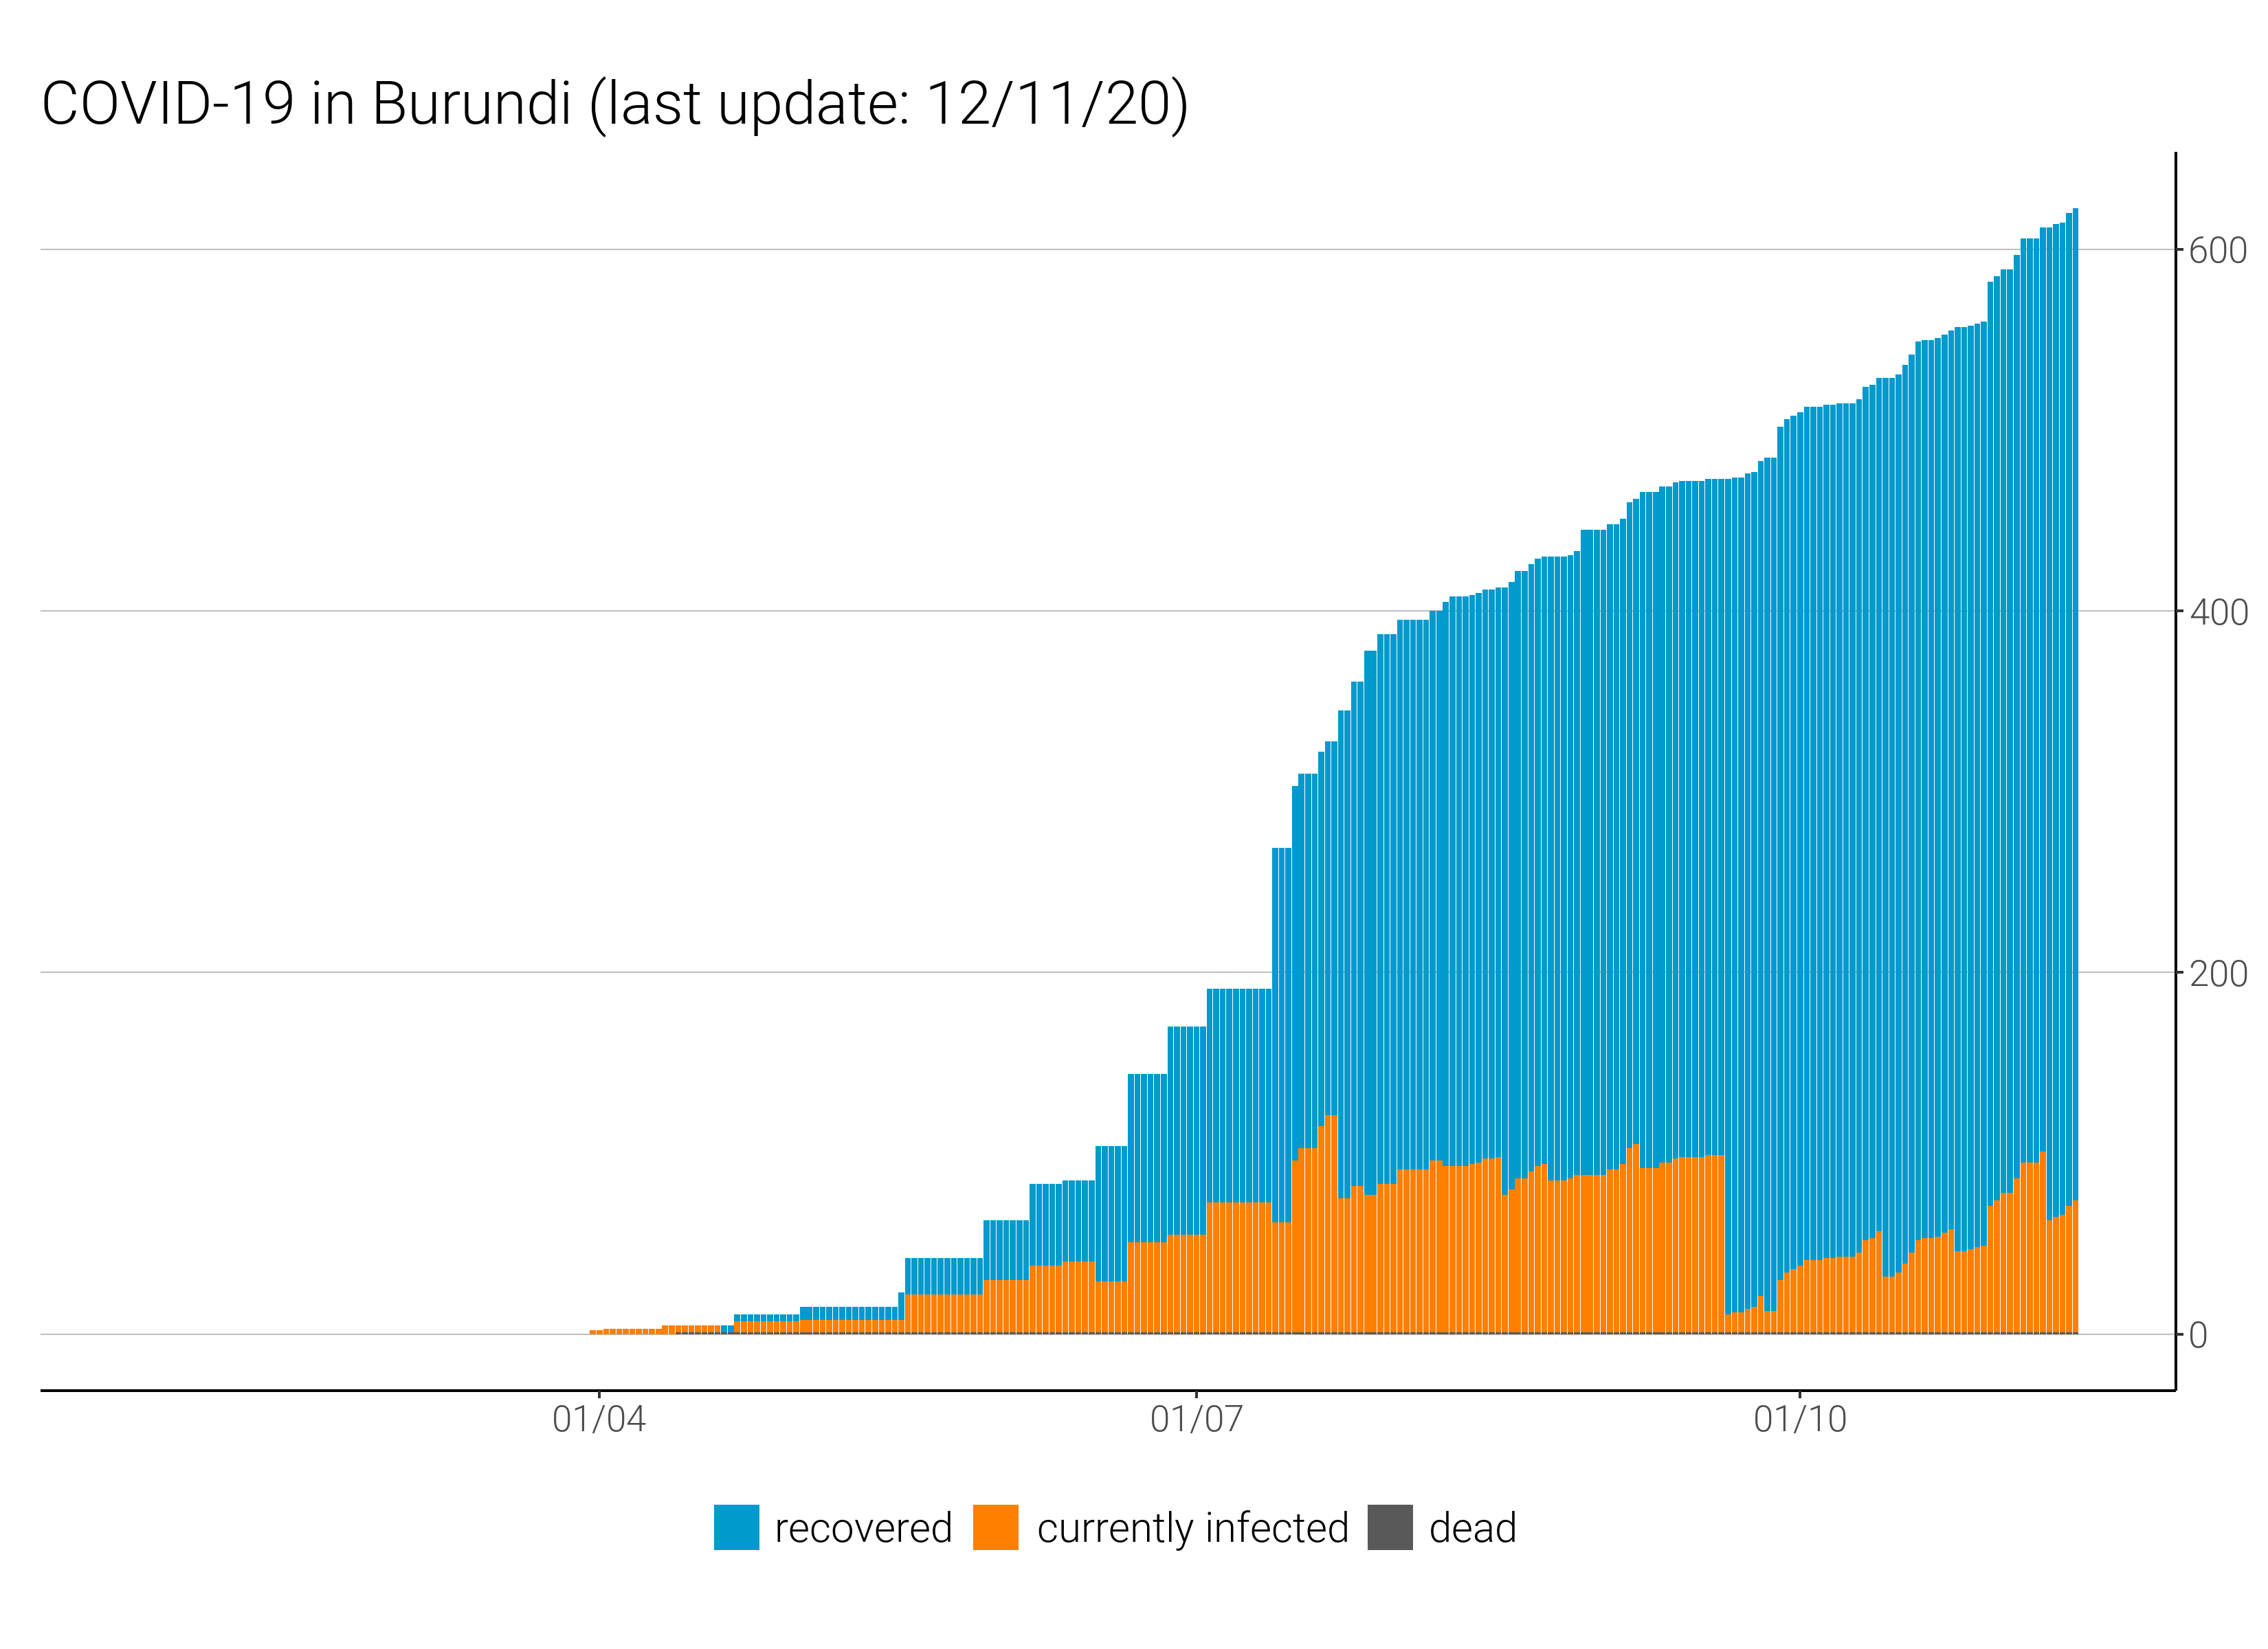 COVID-19 in Burundi (last update: 12/11/20)
600
400
200
0
01/04 01/07 01/10
recovered currently infected dead